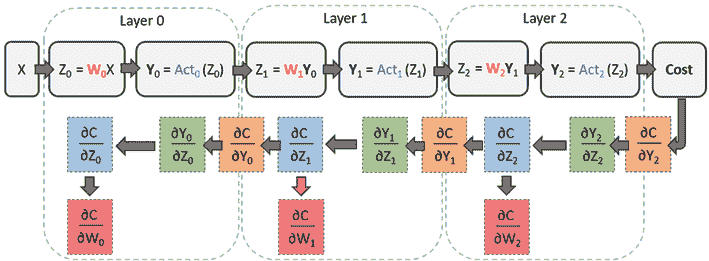 Layer 0 Layer 1 Layer 2
X Z₀ = W₀X Y₀ = Act₀(Z₀) Z₁ = W₁Y₀ Y₁ = Act₁(Z₁) Z₂ = W₂Y₁ Y₂ = Act₂(Z₂) Cost
∂C ∂Y₀ ∂C ∂C ∂Y₁ ∂C ∂C ∂Y₂ ∂C
∂Z₀ ∂Z₀ ∂Y₀ ∂Z₁ ∂Z₁ ∂Y₁ ∂Z₂ ∂Z₂ ∂Y₂
∂C ∂C ∂C
∂W₀ ∂W₁ ∂W₂